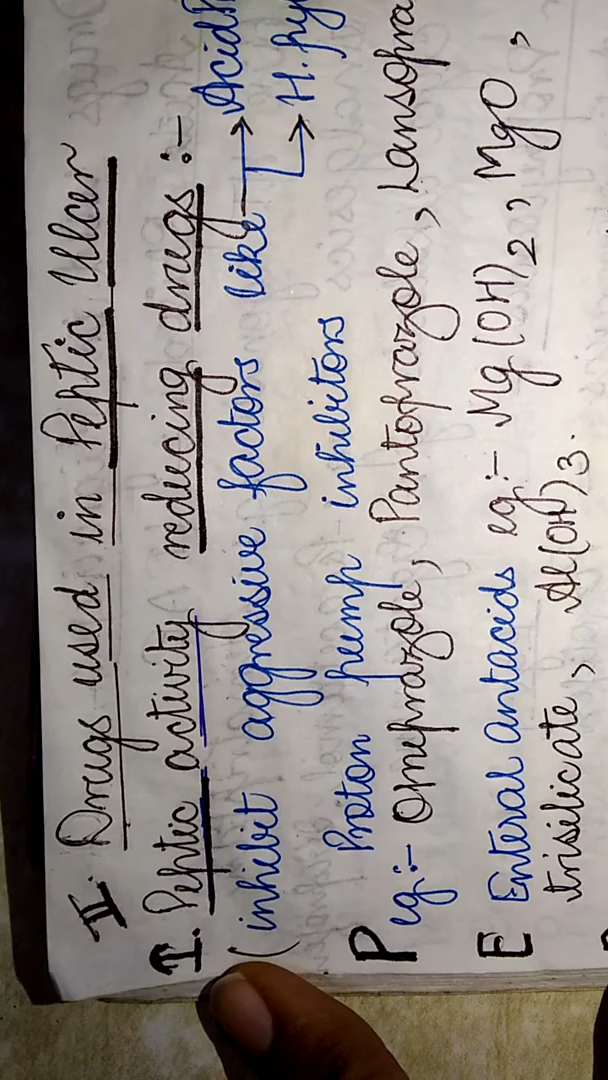 V. Drugs used in Peptic Ulcer
I. Peptic activity reducing drugs :-
(inhibit aggressive factors like → Acid
→ H. py
P Proton pump inhibitors
eg:- Omeprazole, Pantoprazole, Lansopra
E Enteral antacids eg:- Mg(OH)2, MgO,
trisilicate, Al(OH)3.